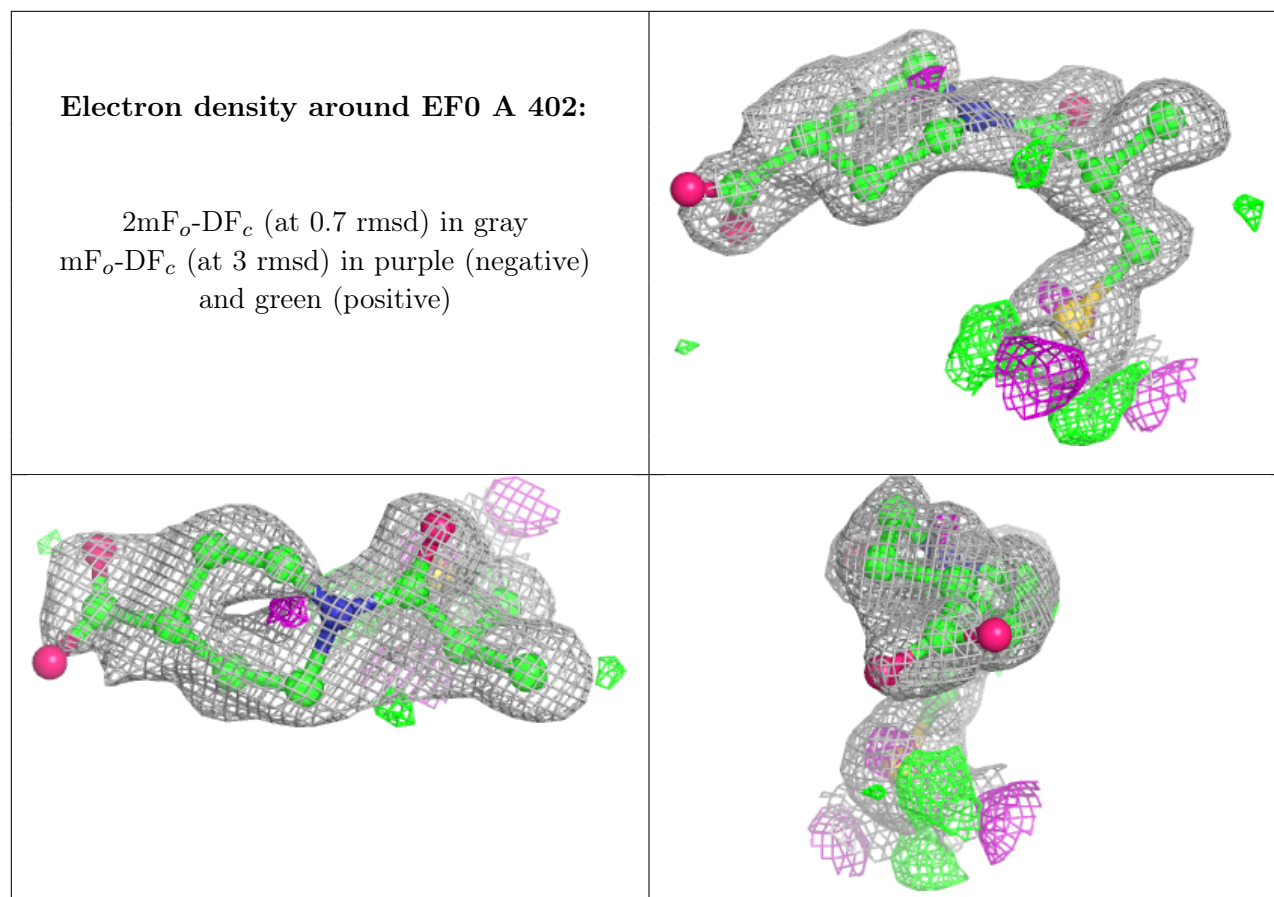 Electron density around EF0 A 402:
2mFo-DFc (at 0.7 rmsd) in gray
mFo-DFc (at 3 rmsd) in purple (negative)
and green (positive)